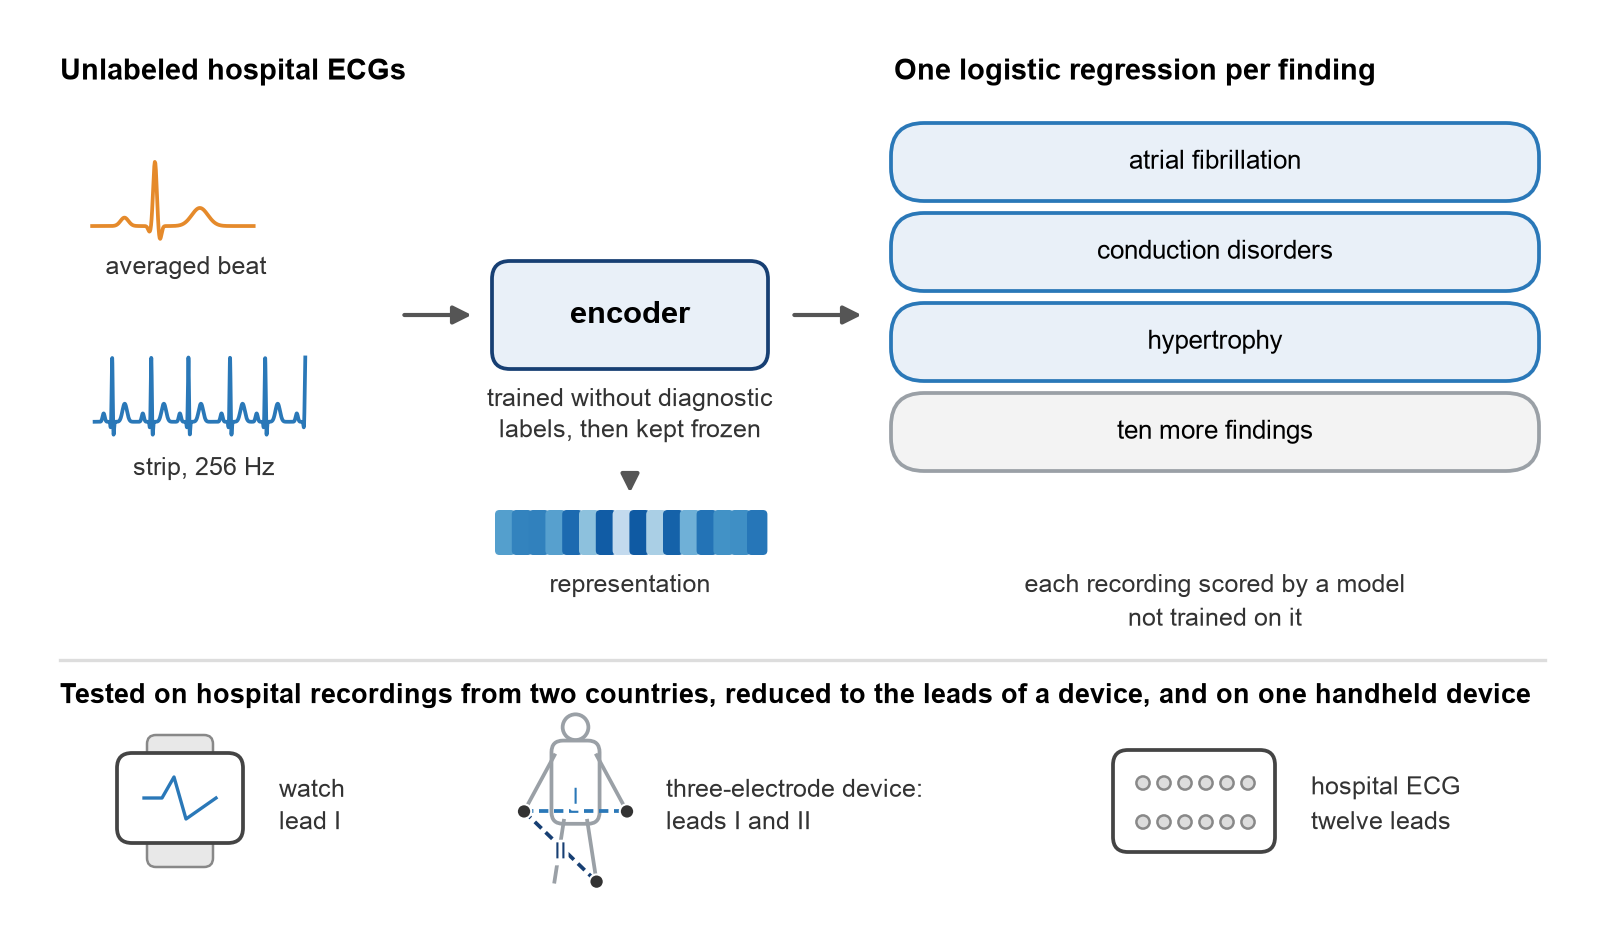 Unlabeled hospital ECGs
averaged beat
strip, 256 Hz
encoder
trained without diagnostic
labels, then kept frozen
representation
One logistic regression per finding
atrial fibrillation
conduction disorders
hypertrophy
ten more findings
each recording scored by a model
not trained on it
Tested on hospital recordings from two countries, reduced to the leads of a device, and on one handheld device
watch
lead I
I
II
three-electrode device:
leads I and II
hospital ECG
twelve leads